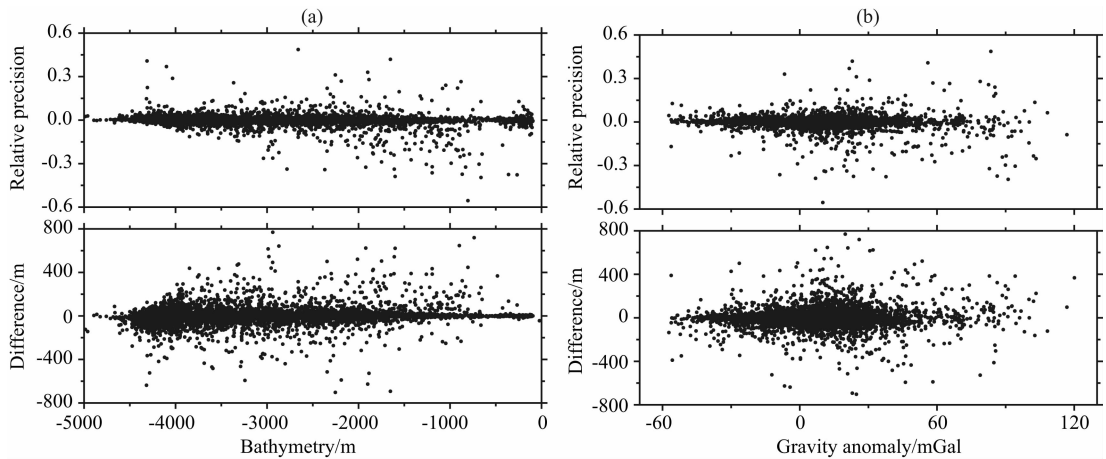 (a)
0.6
0.3
0.0
-0.3
-0.6
Relative precision
800
400
0
-400
-800
Difference/m
-5000 -4000 -3000 -2000 -1000 0
Bathymetry/m
(b)
0.6
0.3
0.0
-0.3
-0.6
Relative precision
800
400
0
-400
-800
Difference/m
-60 0 60 120
Gravity anomaly/mGal